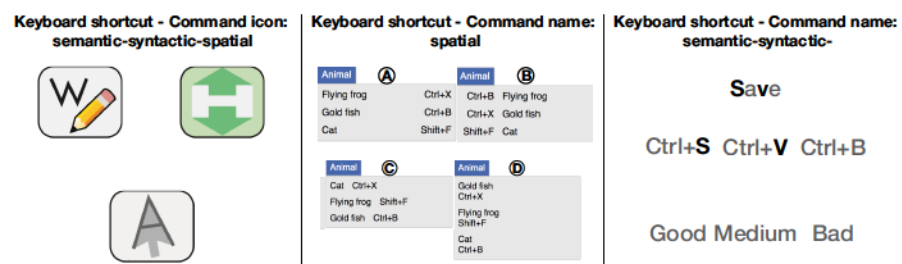 Keyboard shortcut - Command icon:
semantic-syntactic-spatial
W
H
A
Keyboard shortcut - Command name:
spatial
Animal A
Flying frog Ctrl+X
Gold fish Ctrl+B
Cat Shift+F
Animal B
Ctrl+B Flying frog
Ctrl+X Gold fish
Shift+F Cat
Animal C
Cat Ctrl+X
Flying frog Shift+F
Gold fish Ctrl+B
Animal D
Gold fish
Ctrl+X
Flying frog
Shift+F
Cat
Ctrl+B
Keyboard shortcut - Command name:
semantic-syntactic-
Save
Ctrl+S Ctrl+V Ctrl+B
Good Medium Bad